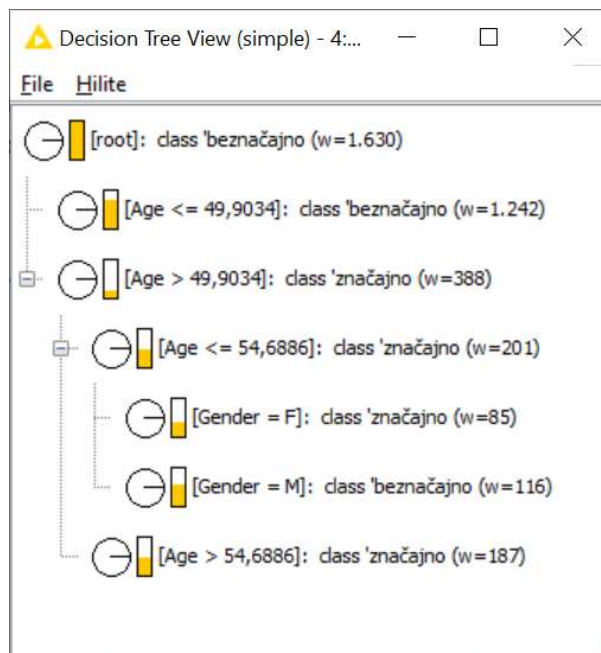 Decision Tree View (simple) - 4:...
File Hilite
[root]: class 'beznačajno (w=1.630)
[Age <= 49,9034]: class 'beznačajno (w=1.242)
[Age > 49,9034]: class 'značajno (w=388)
[Age <= 54,6886]: class 'značajno (w=201)
[Gender = F]: class 'značajno (w=85)
[Gender = M]: class 'beznačajno (w=116)
[Age > 54,6886]: class 'značajno (w=187)